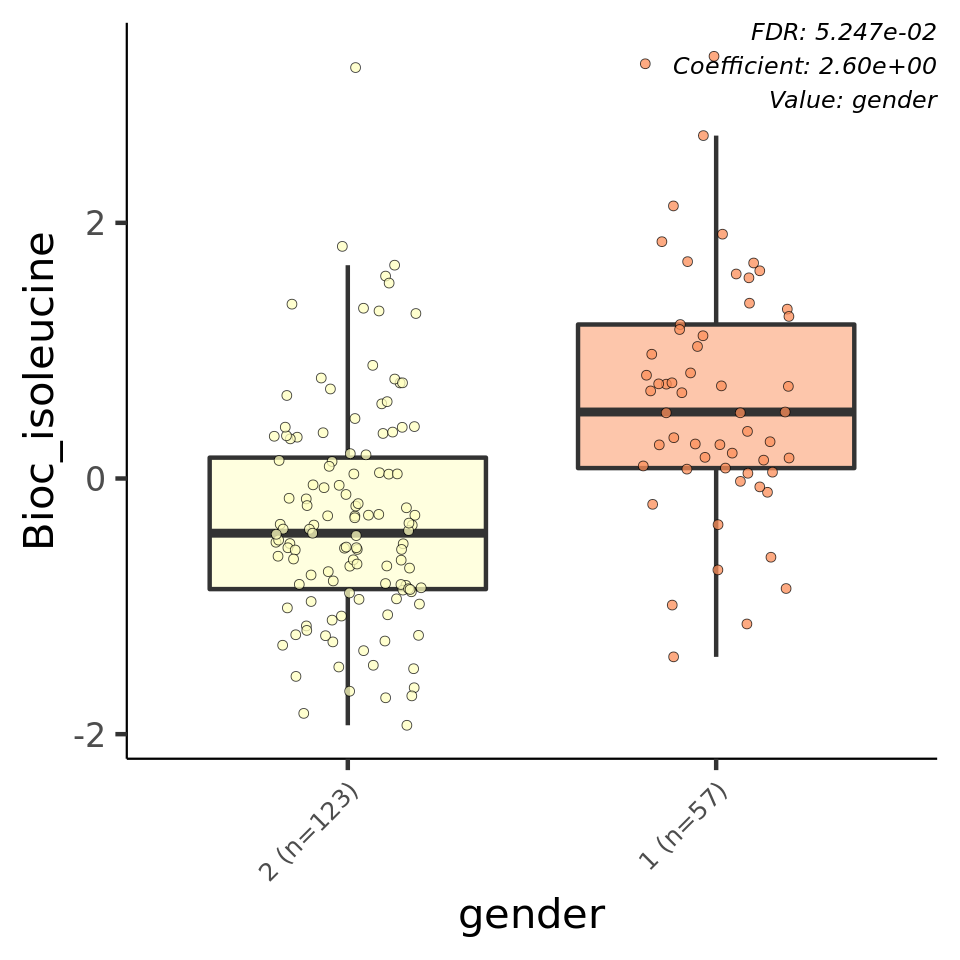 FDR: 5.247e-02
Coefficient: 2.60e+00
Value: gender
Bioc_isoleucine
2
0
-2
2 (n=123)
1 (n=57)
gender